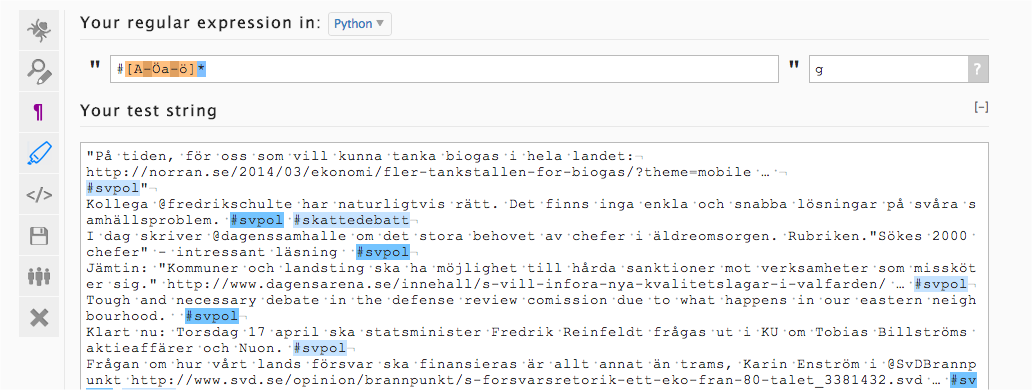 Your regular expression in: Python ▼
" #[A-Öa-ö]* " g ?
Your test string [-]
"På tiden, för oss som vill kunna tanka biogas i hela landet:
http://norran.se/2014/03/ekonomi/fler-tankstallen-for-biogas/?theme=mobile …
#svpol"
Kollega @fredrikschulte har naturligtvis rätt. Det finns inga enkla och snabba lösningar på svåra s
amhällsproblem. #svpol #skattedebatt
I dag skriver @dagenssamhalle om det stora behovet av chefer i äldreomsorgen. Rubriken."Sökes 2000
chefer" - intressant läsning #svpol
Jämtin: "Kommuner och landsting ska ha möjlighet till hårda sanktioner mot verksamheter som missköt
er sig." http://www.dagensarena.se/innehall/s-vill-infora-nya-kvalitetslagar-i-valfarden/ … #svpol
Tough and necessary debate in the defense review comission due to what happens in our eastern neigh
bourhood. #svpol
Klart nu: Torsdag 17 april ska statsminister Fredrik Reinfeldt frågas ut i KU om Tobias Billströms
aktieaffärer och Nuon. #svpol
Frågan om hur vårt lands försvar ska finansieras är allt annat än trams, Karin Enström i @SvDBrannp
unkt http://www.svd.se/opinion/brannpunkt/s-forsvarsretorik-ett-eko-fran-80-talet_3381432.svd … #sv